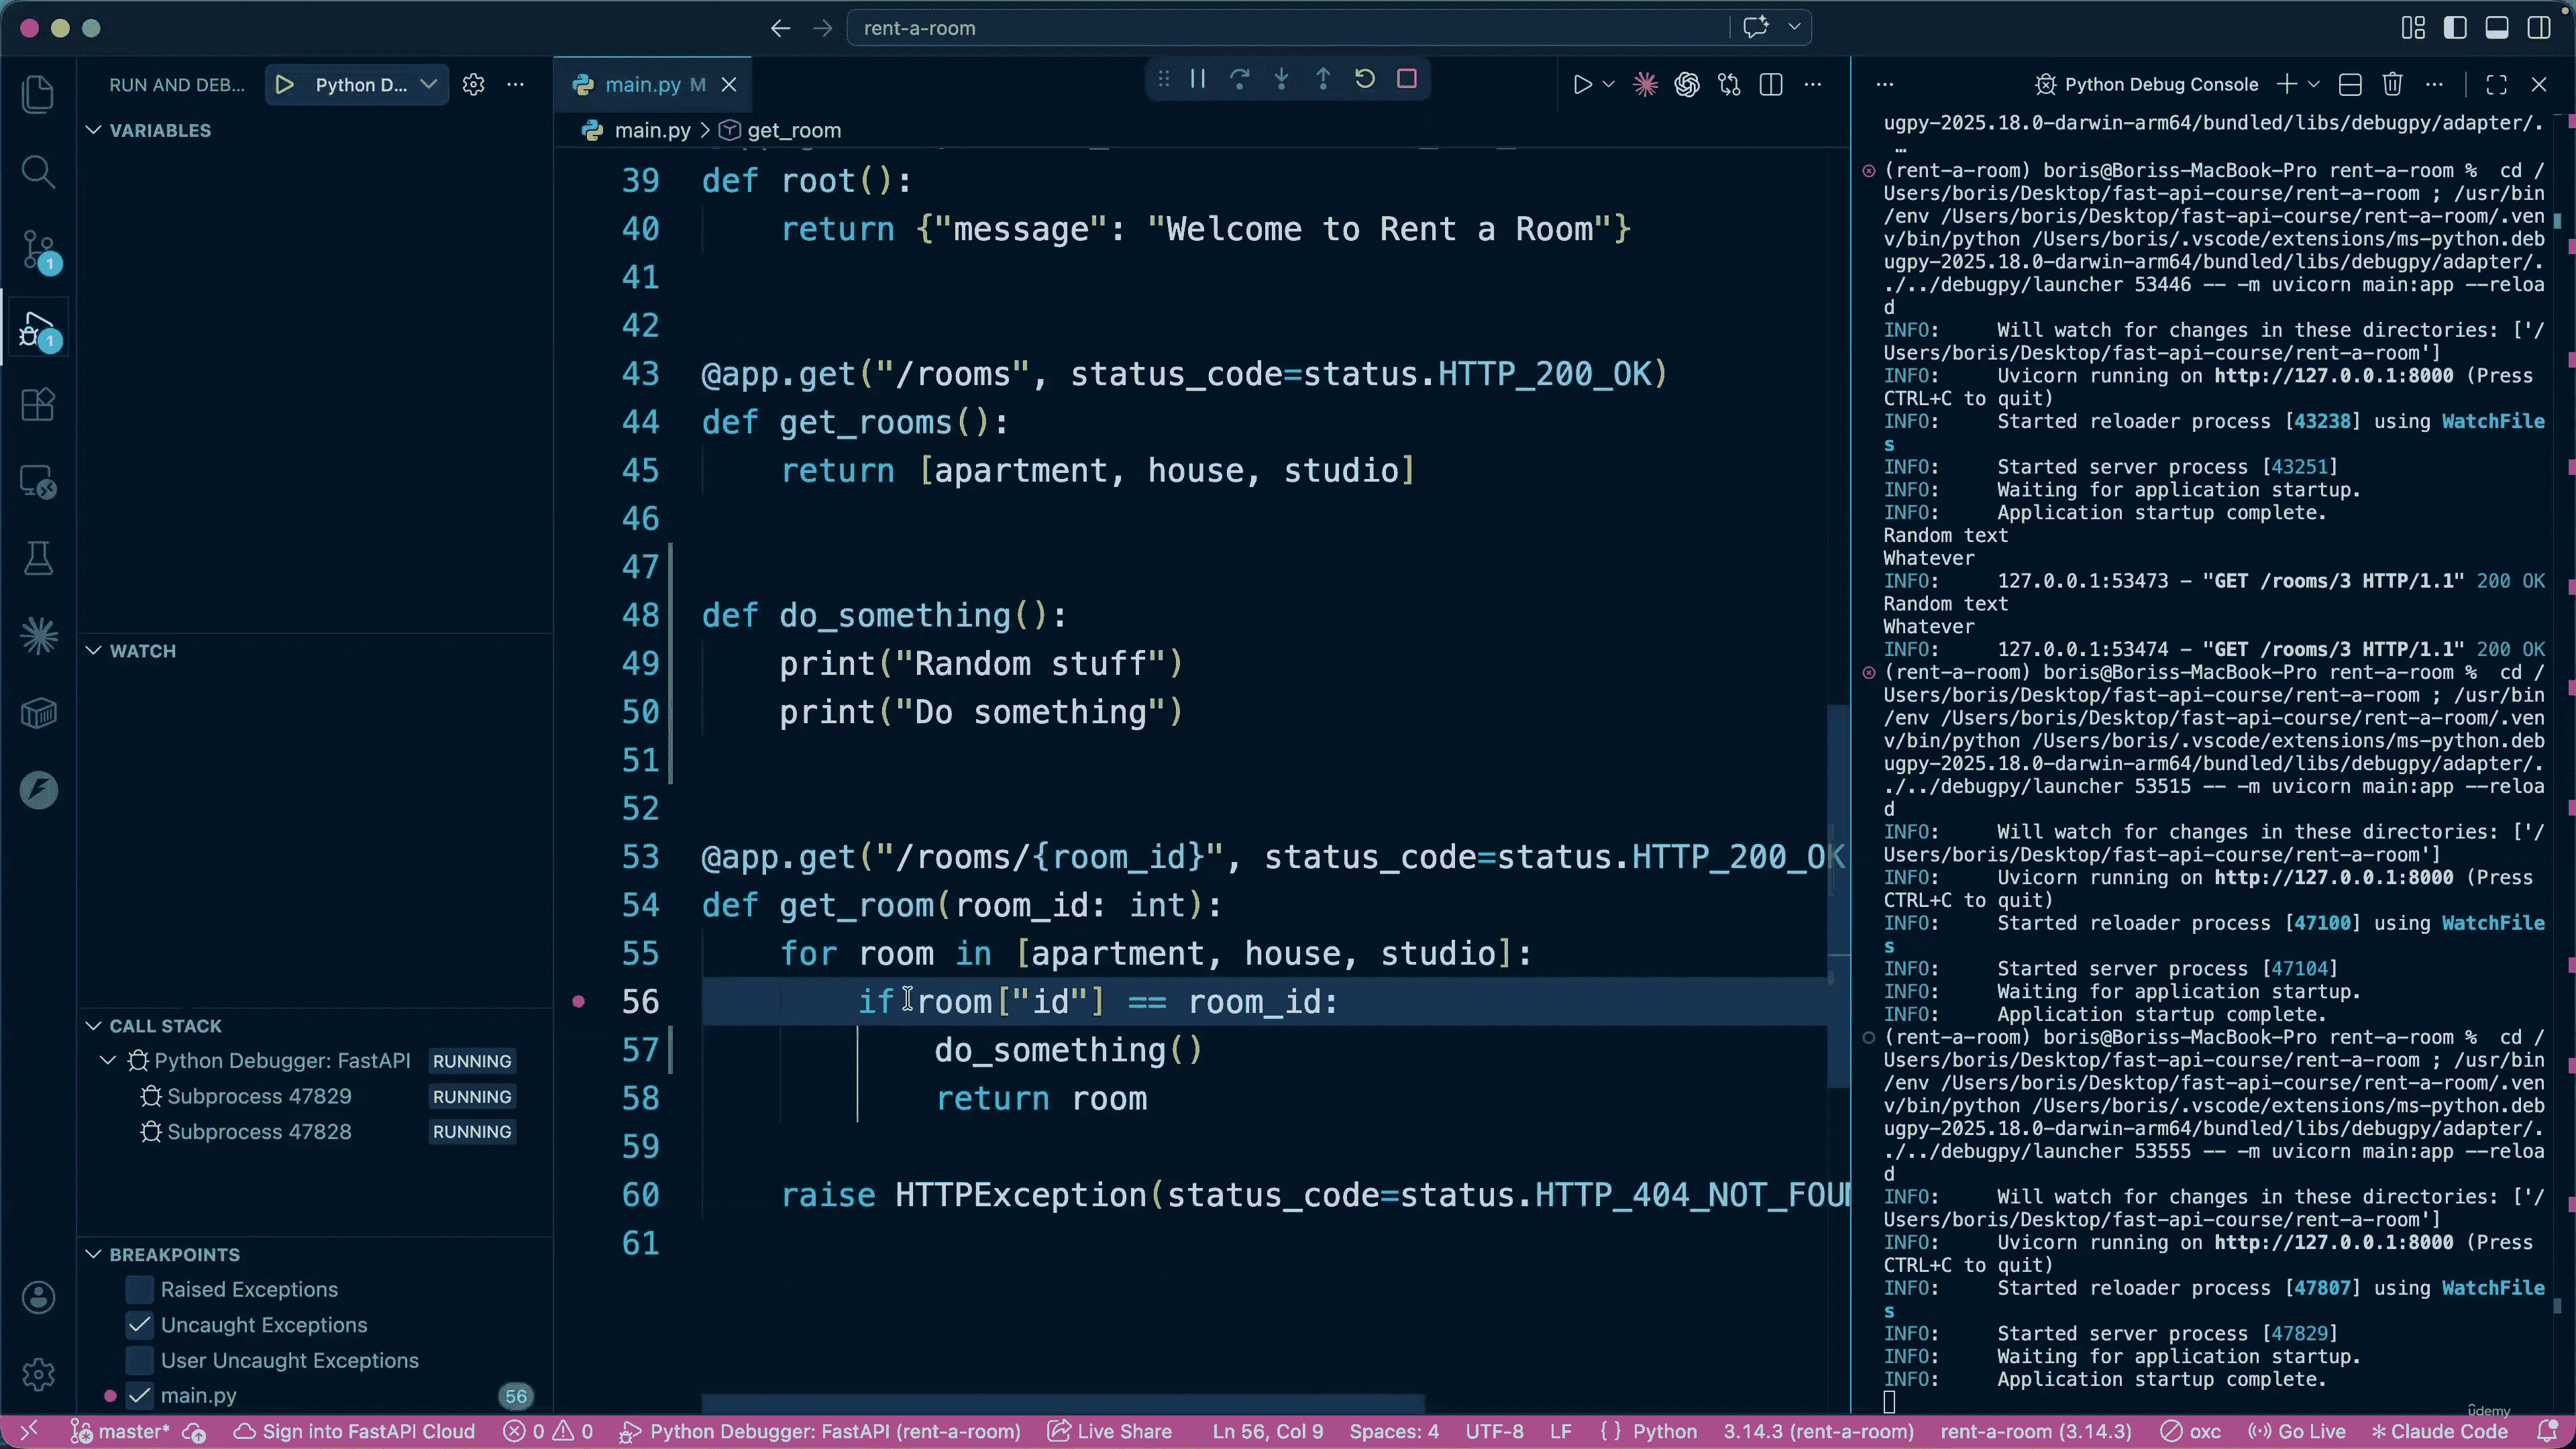 rent-a-room
RUN AND DEB...
Python D...
main.py M
Python Debug Console
VARIABLES
main.py > get_room
39 def root():
40 return {"message": "Welcome to Rent a Room"}
41
42
43 @app.get("/rooms", status_code=status.HTTP_200_OK)
44 def get_rooms():
45 return [apartment, house, studio]
46
47
48 def do_something():
49 print("Random stuff")
50 print("Do something")
51
52
53 @app.get("/rooms/{room_id}", status_code=status.HTTP_200_OK
54 def get_room(room_id: int):
55 for room in [apartment, house, studio]:
56 if room["id"] == room_id:
57 do_something()
58 return room
59
60 raise HTTPException(status_code=status.HTTP_404_NOT_FOUN
61
WATCH
CALL STACK
Python Debugger: FastAPI RUNNING
Subprocess 47829 RUNNING
Subprocess 47828 RUNNING
BREAKPOINTS
Raised Exceptions
Uncaught Exceptions
User Uncaught Exceptions
main.py 56
1
1
ugpy-2025.18.0-darwin-arm64/bundled/libs/debugpy/adapter/.
…
(rent-a-room) boris@Boriss-MacBook-Pro rent-a-room % cd /
Users/boris/Desktop/fast-api-course/rent-a-room ; /usr/bin
/env /Users/boris/Desktop/fast-api-course/rent-a-room/.ven
v/bin/python /Users/boris/.vscode/extensions/ms-python.deb
ugpy-2025.18.0-darwin-arm64/bundled/libs/debugpy/adapter/.
./../debugpy/launcher 53446 -- -m uvicorn main:app --reloa
d
INFO: Will watch for changes in these directories: ['/
Users/boris/Desktop/fast-api-course/rent-a-room']
INFO: Uvicorn running on http://127.0.0.1:8000 (Press
CTRL+C to quit)
INFO: Started reloader process [43238] using WatchFile
s
INFO: Started server process [43251]
INFO: Waiting for application startup.
INFO: Application startup complete.
Random text
Whatever
INFO: 127.0.0.1:53473 - "GET /rooms/3 HTTP/1.1" 200 OK
Random text
Whatever
INFO: 127.0.0.1:53474 - "GET /rooms/3 HTTP/1.1" 200 OK
(rent-a-room) boris@Boriss-MacBook-Pro rent-a-room % cd /
Users/boris/Desktop/fast-api-course/rent-a-room ; /usr/bin
/env /Users/boris/Desktop/fast-api-course/rent-a-room/.ven
v/bin/python /Users/boris/.vscode/extensions/ms-python.deb
ugpy-2025.18.0-darwin-arm64/bundled/libs/debugpy/adapter/.
./../debugpy/launcher 53515 -- -m uvicorn main:app --reloa
d
INFO: Will watch for changes in these directories: ['/
Users/boris/Desktop/fast-api-course/rent-a-room']
INFO: Uvicorn running on http://127.0.0.1:8000 (Press
CTRL+C to quit)
INFO: Started reloader process [47100] using WatchFile
s
INFO: Started server process [47104]
INFO: Waiting for application startup.
INFO: Application startup complete.
(rent-a-room) boris@Boriss-MacBook-Pro rent-a-room % cd /
Users/boris/Desktop/fast-api-course/rent-a-room ; /usr/bin
/env /Users/boris/Desktop/fast-api-course/rent-a-room/.ven
v/bin/python /Users/boris/.vscode/extensions/ms-python.deb
ugpy-2025.18.0-darwin-arm64/bundled/libs/debugpy/adapter/.
./../debugpy/launcher 53555 -- -m uvicorn main:app --reloa
d
INFO: Will watch for changes in these directories: ['/
Users/boris/Desktop/fast-api-course/rent-a-room']
INFO: Uvicorn running on http://127.0.0.1:8000 (Press
CTRL+C to quit)
INFO: Started reloader process [47807] using WatchFile
s
INFO: Started server process [47829]
INFO: Waiting for application startup.
INFO: Application startup complete.
udemy
master* Sign into FastAPI Cloud 0 0 Python Debugger: FastAPI (rent-a-room) Live Share Ln 56, Col 9 Spaces: 4 UTF-8 LF { } Python 3.14.3 (rent-a-room) rent-a-room (3.14.3) oxc Go Live Claude Code